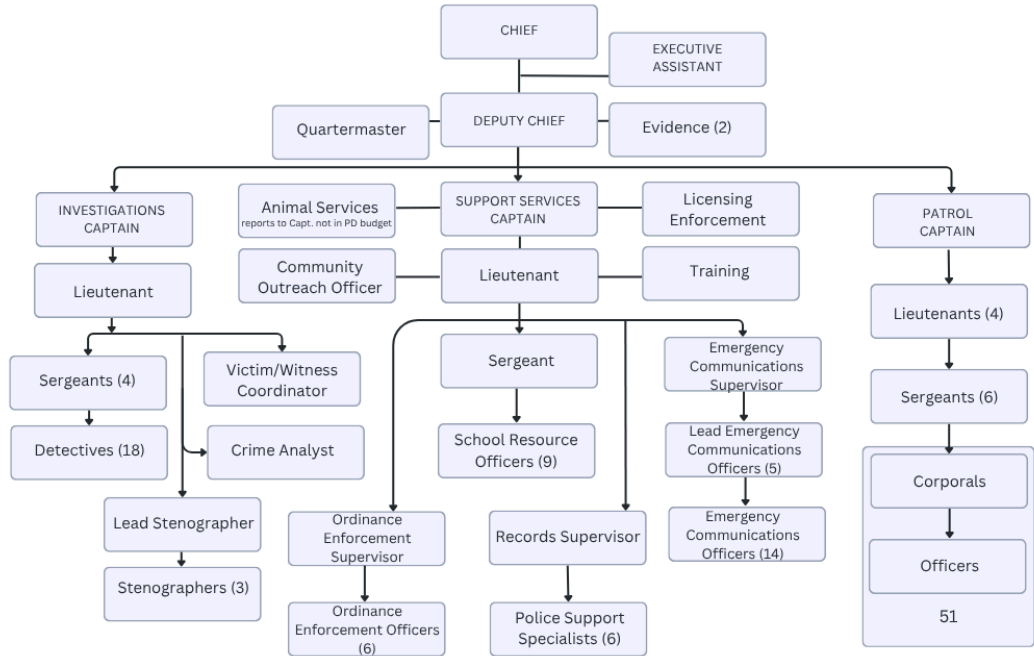 CHIEF
EXECUTIVE
ASSISTANT
Quartermaster
DEPUTY CHIEF
Evidence (2)
INVESTIGATIONS
CAPTAIN
Animal Services
reports to Capt. not in PD budget
SUPPORT SERVICES
CAPTAIN
Licensing
Enforcement
PATROL
CAPTAIN
Lieutenant
Community
Outreach Officer
Lieutenant
Training
Lieutenants (4)
Sergeants (4)
Victim/Witness
Coordinator
Sergeant
Emergency
Communications
Supervisor
Sergeants (6)
Detectives (18)
Crime Analyst
School Resource
Officers (9)
Lead Emergency
Communications
Officers (5)
Corporals
Lead Stenographer
Ordinance
Enforcement
Supervisor
Records Supervisor
Emergency
Communications
Officers (14)
Officers
Stenographers (3)
Ordinance
Enforcement Officers
(6)
Police Support
Specialists (6)
51